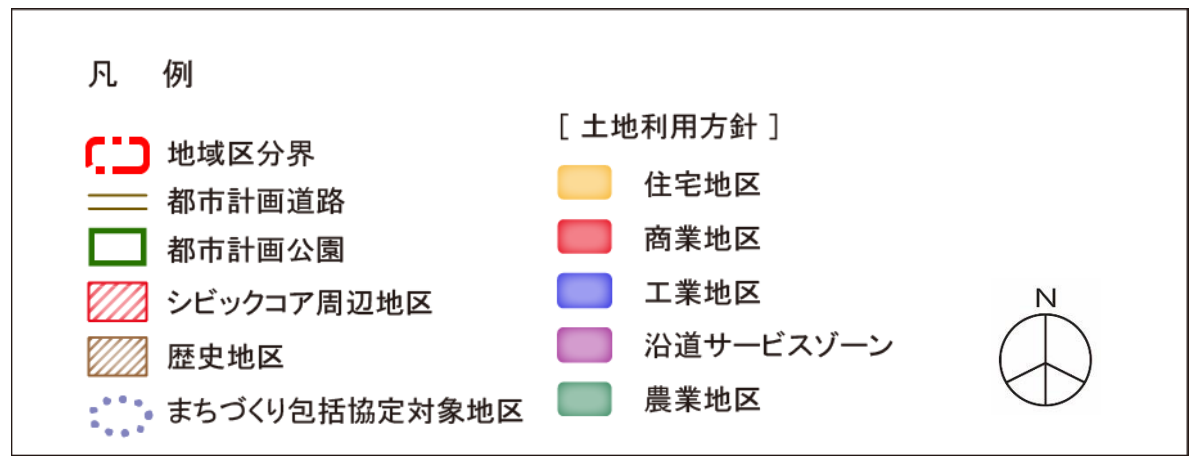 凡　例
地域区分界
都市計画道路
都市計画公園
シビックコア周辺地区
歴史地区
まちづくり包括協定対象地区
[ 土地利用方針 ]
住宅地区
商業地区
工業地区
沿道サービスゾーン
農業地区
N